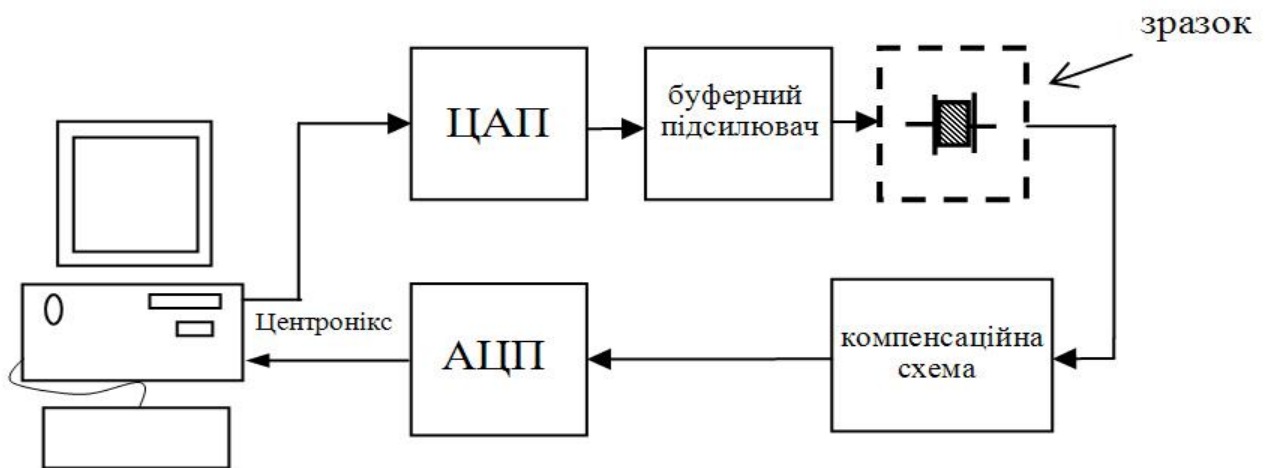 зразок
ЦАП
буферний
підсилювач
Центронікс
АЦП
компенсаційна
схема